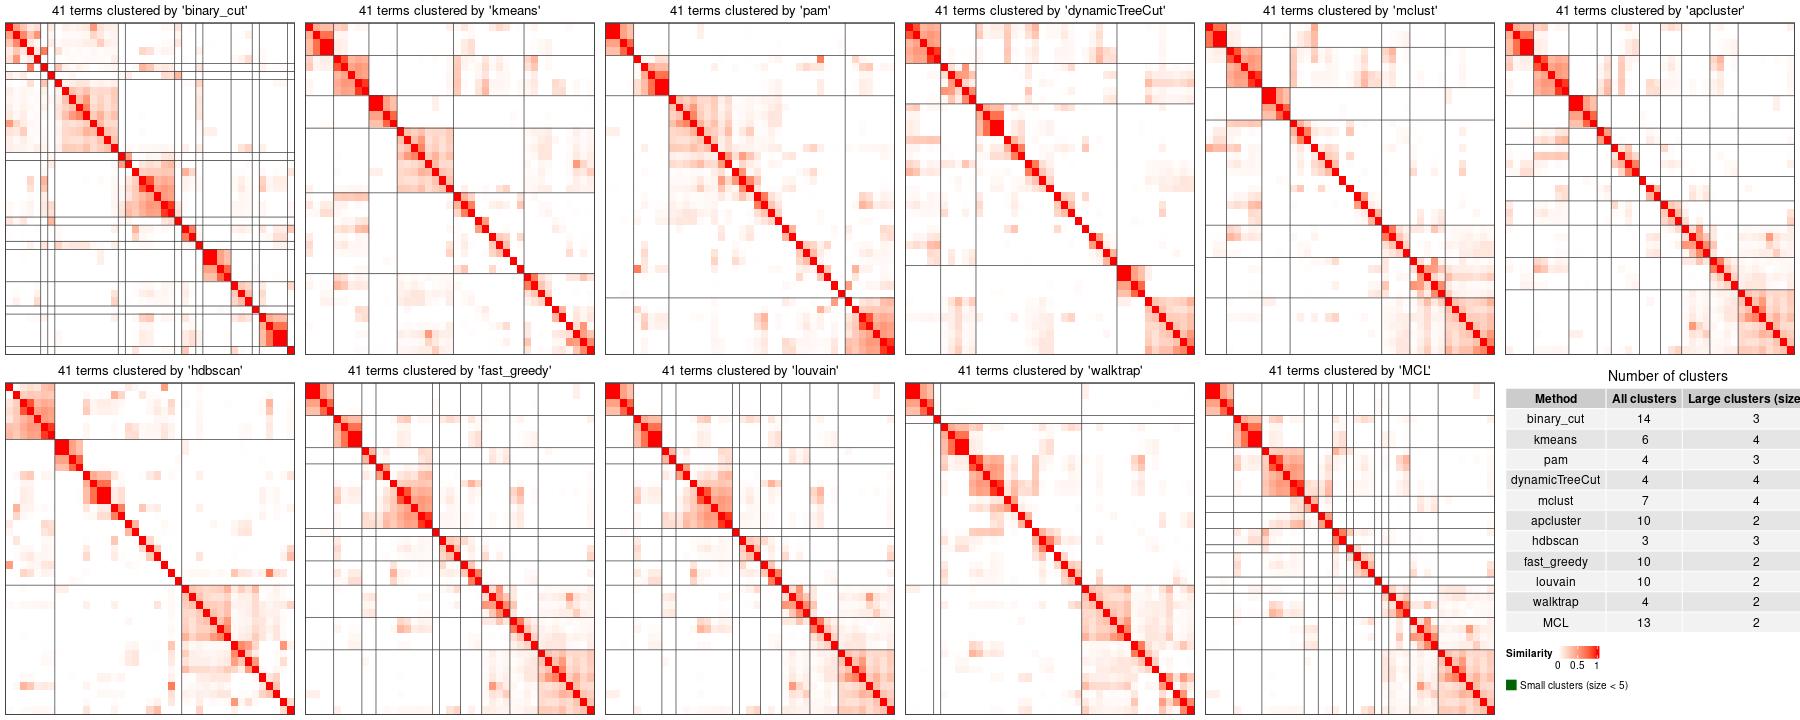 41 terms clustered by 'binary_cut'
41 terms clustered by 'kmeans'
41 terms clustered by 'pam'
41 terms clustered by 'dynamicTreeCut'
41 terms clustered by 'mclust'
41 terms clustered by 'apcluster'
41 terms clustered by 'hdbscan'
41 terms clustered by 'fast_greedy'
41 terms clustered by 'louvain'
41 terms clustered by 'walktrap'
41 terms clustered by 'MCL'
Number of clusters
Method All clusters Large clusters (size
binary_cut 14 3
kmeans 6 4
pam 4 3
dynamicTreeCut 4 4
mclust 7 4
apcluster 10 2
hdbscan 3 3
fast_greedy 10 2
louvain 10 2
walktrap 4 2
MCL 13 2
Similarity
0 0.5 1
Small clusters (size < 5)